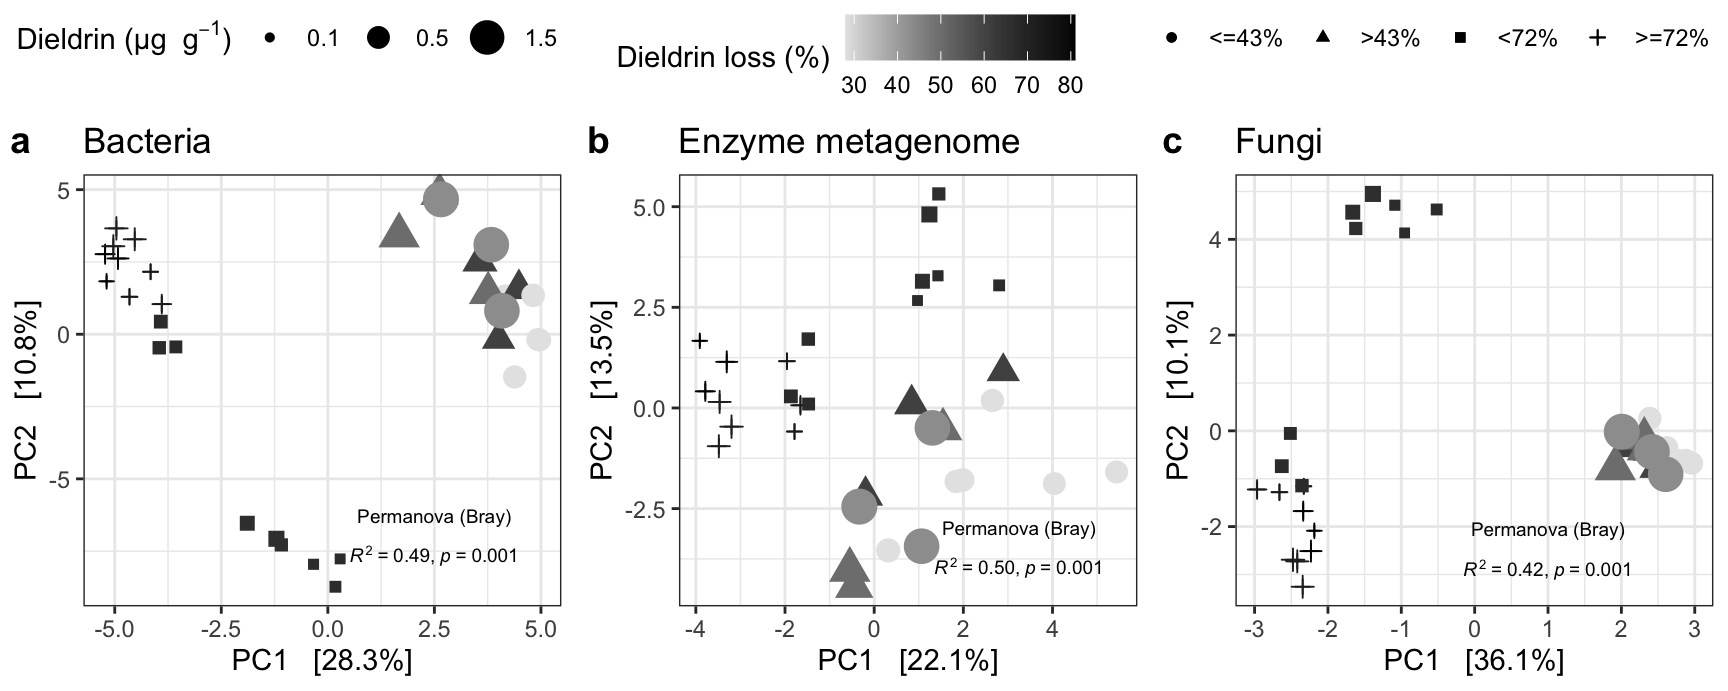 Dieldrin (µg g⁻¹) 0.1 0.5 1.5
Dieldrin loss (%)
30 40 50 60 70 80
<=43% >43% <72% >=72%
a Bacteria
5
0
-5
PC2 [10.8%]
Permanova (Bray)
R² = 0.49, p = 0.001
-5.0 -2.5 0.0 2.5 5.0
PC1 [28.3%]
b Enzyme metagenome
5.0
2.5
0.0
-2.5
PC2 [13.5%]
Permanova (Bray)
R² = 0.50, p = 0.001
-4 -2 0 2 4
PC1 [22.1%]
c Fungi
4
2
0
-2
PC2 [10.1%]
Permanova (Bray)
R² = 0.42, p = 0.001
-3 -2 -1 0 1 2 3
PC1 [36.1%]